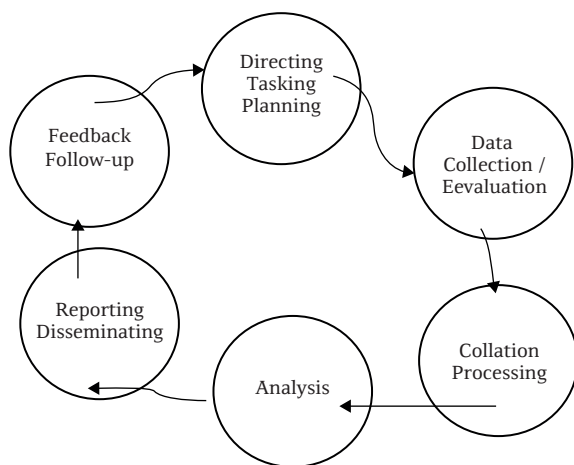 Directing
Tasking
Planning
Data
Collection /
Eevaluation
Collation
Processing
Analysis
Reporting
Disseminating
Feedback
Follow-up